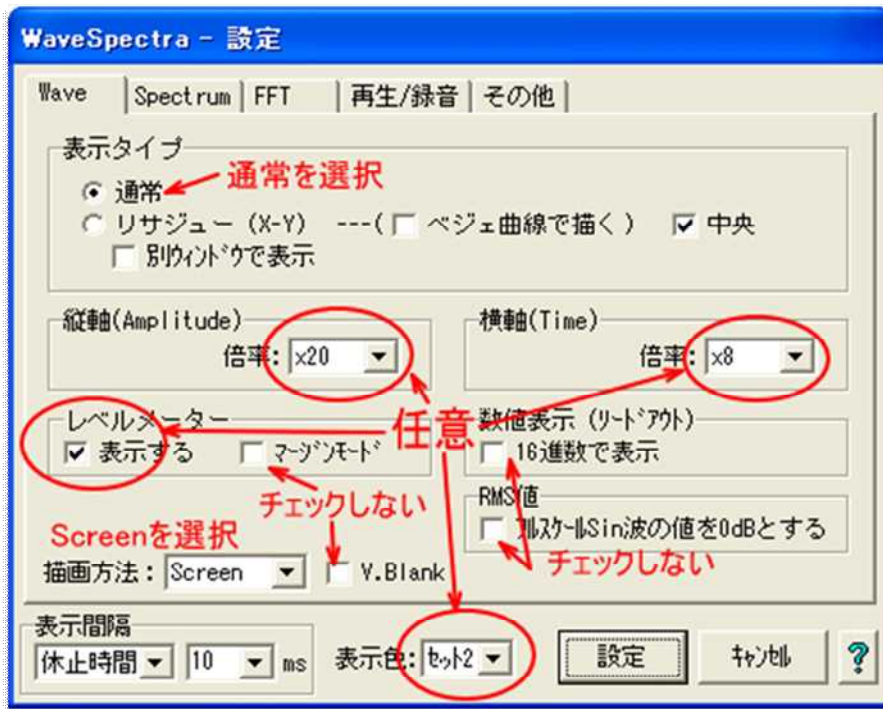 WaveSpectra - 設定
Wave Spectrum FFT 再生/録音 その他
表示タイプ
通常を選択
通常
リサジュー (X-Y) ---( ベジェ曲線で描く ) 中央
別ウィンドウで表示
縦軸(Amplitude) 横軸(Time)
倍率: x20 倍率: x8
任意
レベルメーター 数値表示 (リードアウト)
表示する マージンモード 16進数で表示
チェックしない RMS値
フルスケールSin波の値を0dBとする
Screenを選択 チェックしない
描画方法: Screen V.Blank
表示間隔
休止時間 10 ms 表示色: セット2 設定 キャンセル ?